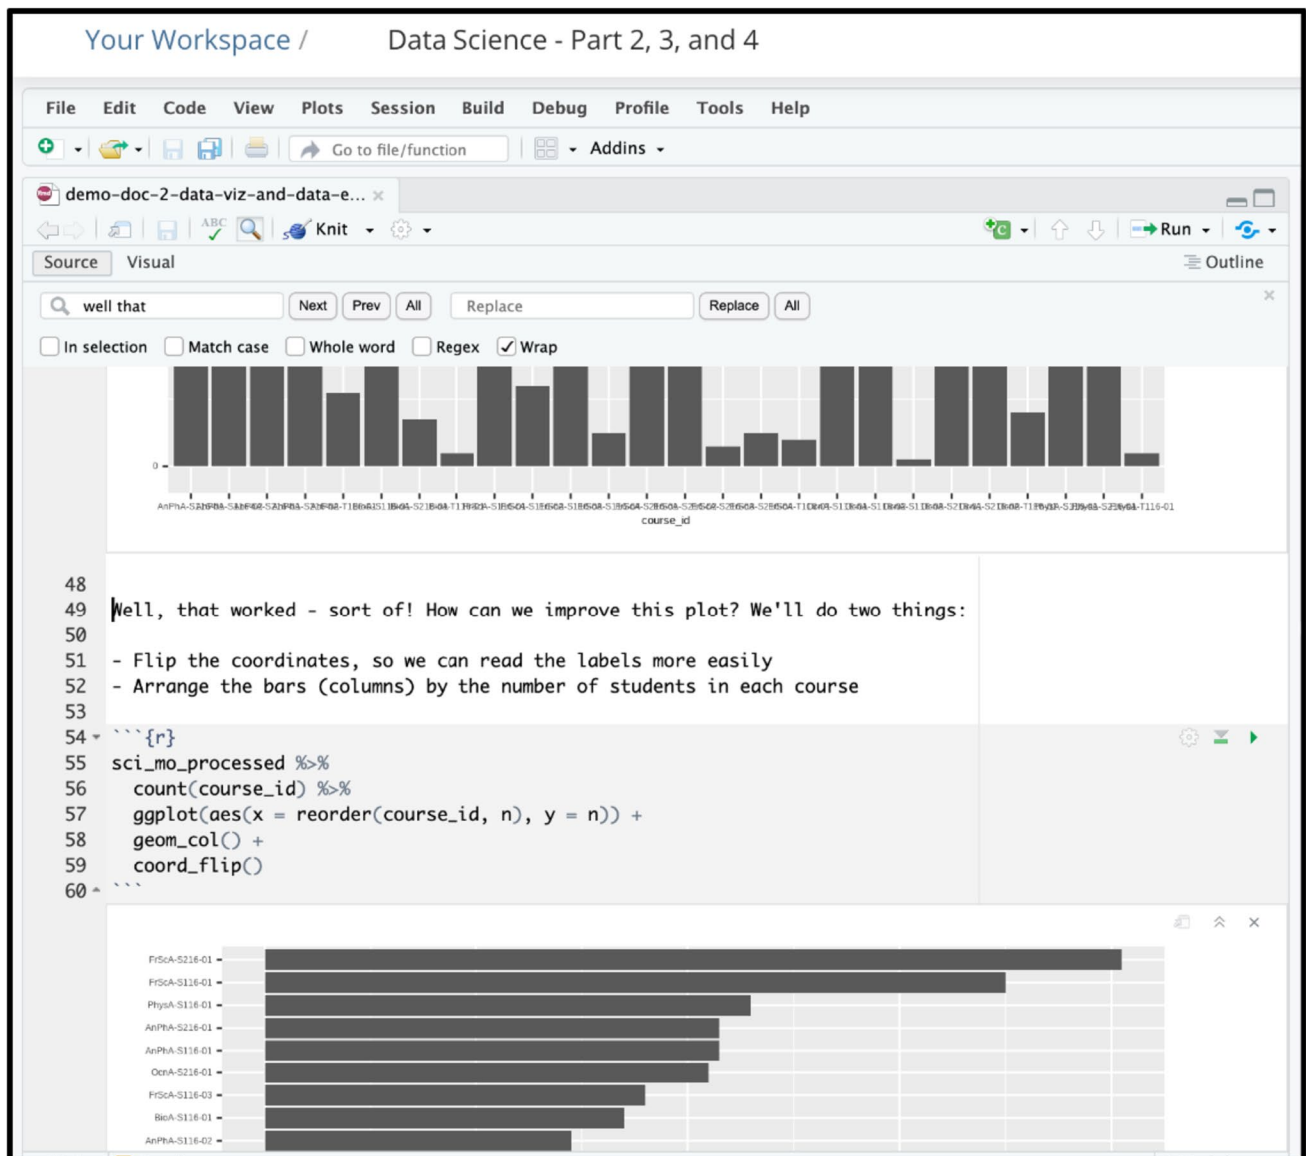 Your Workspace / Data Science - Part 2, 3, and 4
File Edit Code View Plots Session Build Debug Profile Tools Help
Go to file/function Addins
demo-doc-2-data-viz-and-data-e...
ABC Knit Run
Source Visual Outline
well that Next Prev All Replace Replace All
In selection Match case Whole word Regex Wrap
0
course_id
48
49 Well, that worked - sort of! How can we improve this plot? We'll do two things:
50
51 - Flip the coordinates, so we can read the labels more easily
52 - Arrange the bars (columns) by the number of students in each course
53
54 ```{r}
55 sci_mo_processed %>%
56 count(course_id) %>%
57 ggplot(aes(x = reorder(course_id, n), y = n)) +
58 geom_col() +
59 coord_flip()
60 ```
FrScA-S216-01
FrScA-S116-01
PhysA-S116-01
AnPhA-S216-01
AnPhA-S116-01
OcnA-S216-01
FrScA-S116-03
BioA-S116-01
AnPhA-S116-02